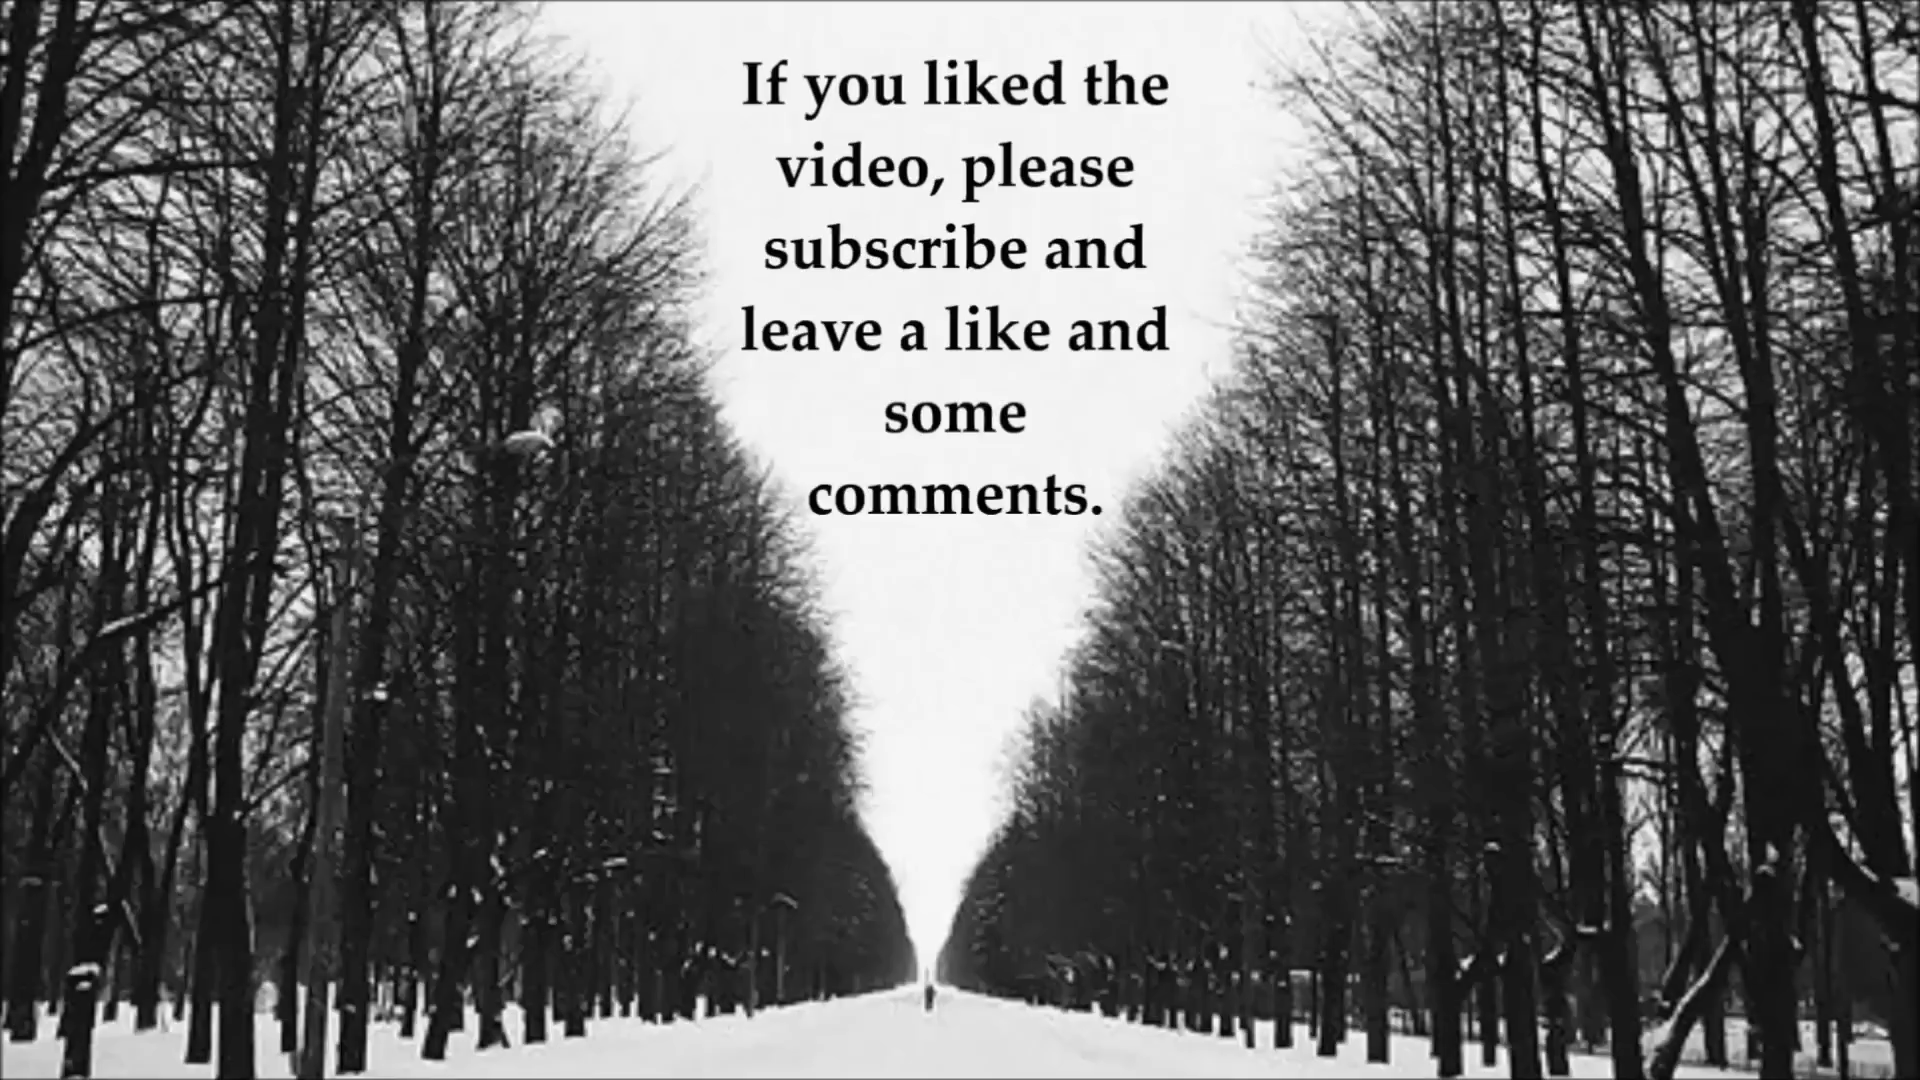 If you liked the
video, please
subscribe and
leave a like and
some
comments.